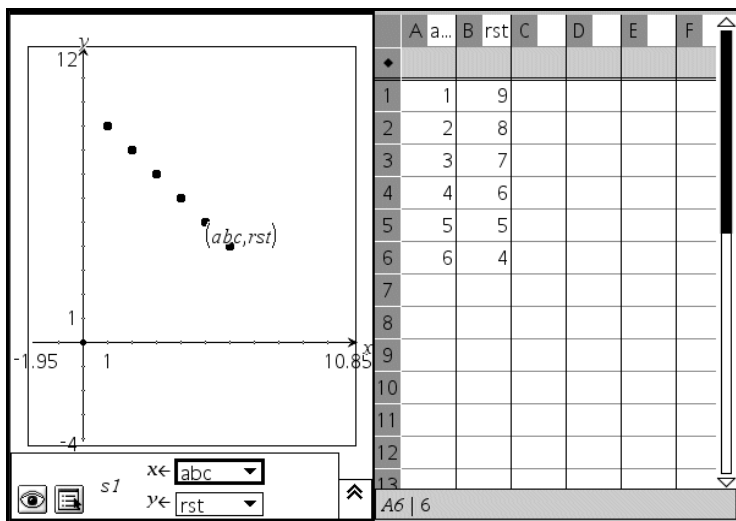 y
12
(abc,rst)
1
x
-1.95 1 10.85
-4
s1
x← abc
y← rst
A a... B rst C D E F
◆
1 1 9
2 2 8
3 3 7
4 4 6
5 5 5
6 6 4
7
8
9
10
11
12
13
A6 | 6